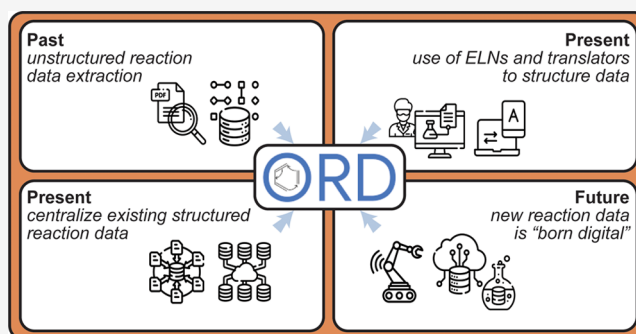 Past
unstructured reaction
data extraction
PDF
Present
use of ELNs and translators
to structure data
A
ORD
Present
centralize existing structured
reaction data
Future
new reaction data
is “born digital”